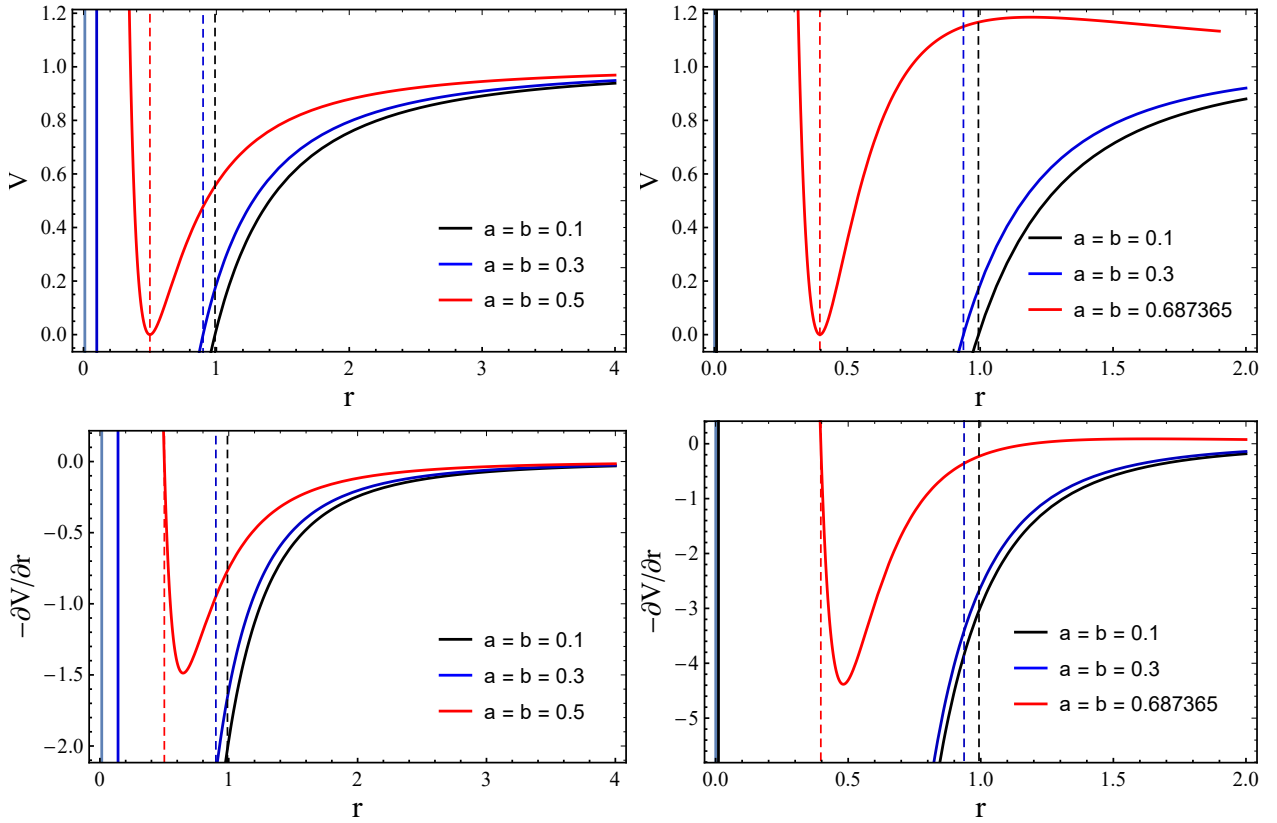 1.2
1.0
0.8
0.6
0.4
0.2
0.0
V
0 1 2 3 4
r
a = b = 0.1
a = b = 0.3
a = b = 0.5
1.2
1.0
0.8
0.6
0.4
0.2
0.0
V
0.0 0.5 1.0 1.5 2.0
r
a = b = 0.1
a = b = 0.3
a = b = 0.687365
0.0
−0.5
−1.0
−1.5
−2.0
−∂V/∂r
0 1 2 3 4
r
a = b = 0.1
a = b = 0.3
a = b = 0.5
0
−1
−2
−3
−4
−5
−∂V/∂r
0.0 0.5 1.0 1.5 2.0
r
a = b = 0.1
a = b = 0.3
a = b = 0.687365